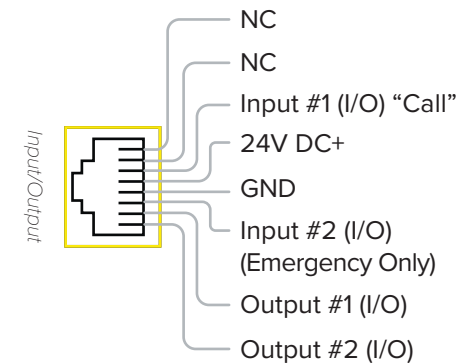 NC
NC
Input #1 (I/O) “Call”
24V DC+
GND
Input #2 (I/O)
(Emergency Only)
Output #1 (I/O)
Output #2 (I/O)
Input/Output